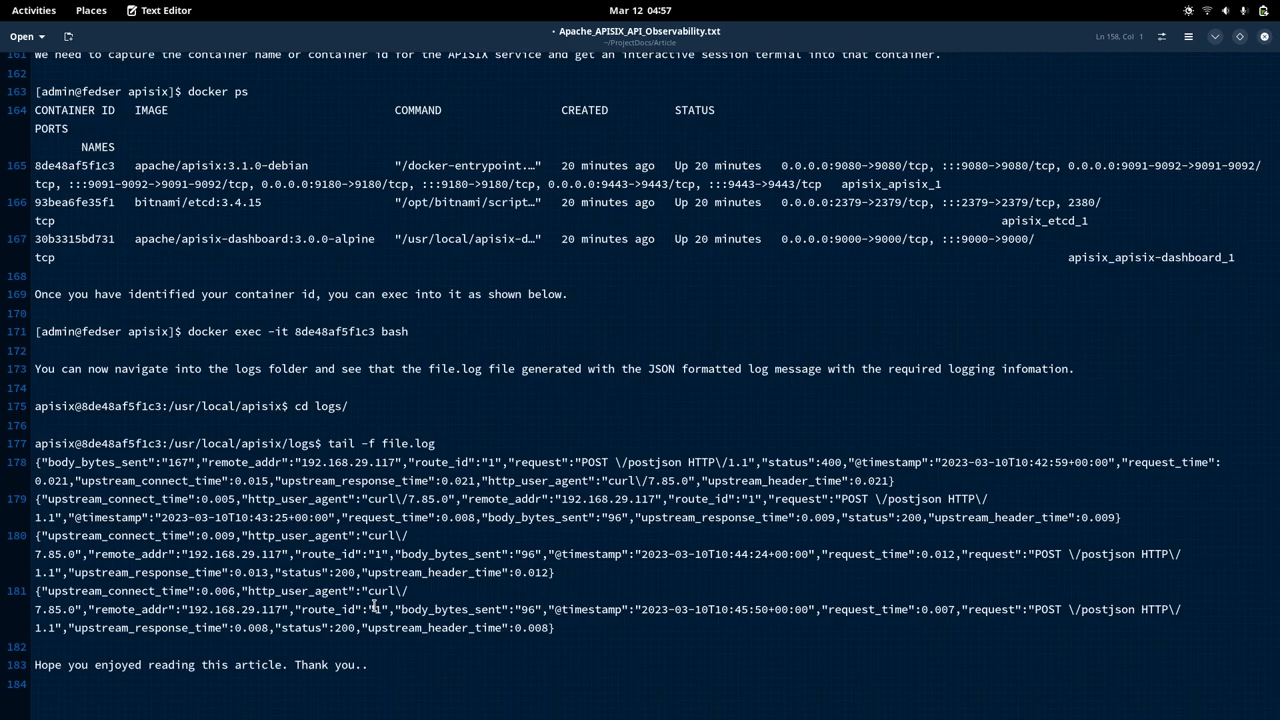 Activities Places Text Editor Mar 12 04:57
Open Apache_APISIX_API_Observability.txt Ln 158, Col 1
~/ProjectDocs/Article
161 We need to capture the container name or container id for the APISIX service and get an interactive session termial into that container.
162
163 [admin@fedser apisix]$ docker ps
164 CONTAINER ID IMAGE COMMAND CREATED STATUS
PORTS
NAMES
165 8de48af5f1c3 apache/apisix:3.1.0-debian "/docker-entrypoint.…" 20 minutes ago Up 20 minutes 0.0.0.0:9080->9080/tcp, :::9080->9080/tcp, 0.0.0.0:9091-9092->9091-9092/
tcp, :::9091-9092->9091-9092/tcp, 0.0.0.0:9180->9180/tcp, :::9180->9180/tcp, 0.0.0.0:9443->9443/tcp, :::9443->9443/tcp apisix_apisix_1
166 93bea6fe35f1 bitnami/etcd:3.4.15 "/opt/bitnami/script…" 20 minutes ago Up 20 minutes 0.0.0.0:2379->2379/tcp, :::2379->2379/tcp, 2380/
tcp apisix_etcd_1
167 30b3315bd731 apache/apisix-dashboard:3.0.0-alpine "/usr/local/apisix-d…" 20 minutes ago Up 20 minutes 0.0.0.0:9000->9000/tcp, :::9000->9000/
tcp apisix_apisix-dashboard_1
168
169 Once you have identified your container id, you can exec into it as shown below.
170
171 [admin@fedser apisix]$ docker exec -it 8de48af5f1c3 bash
172
173 You can now navigate into the logs folder and see that the file.log file generated with the JSON formatted log message with the required logging infomation.
174
175 apisix@8de48af5f1c3:/usr/local/apisix$ cd logs/
176
177 apisix@8de48af5f1c3:/usr/local/apisix/logs$ tail -f file.log
178 {"body_bytes_sent":"167","remote_addr":"192.168.29.117","route_id":"1","request":"POST \/postjson HTTP\/1.1","status":400,"@timestamp":"2023-03-10T10:42:59+00:00","request_time":
0.021,"upstream_connect_time":0.015,"upstream_response_time":0.021,"http_user_agent":"curl\/7.85.0","upstream_header_time":0.021}
179 {"upstream_connect_time":0.005,"http_user_agent":"curl\/7.85.0","remote_addr":"192.168.29.117","route_id":"1","request":"POST \/postjson HTTP\/
1.1","@timestamp":"2023-03-10T10:43:25+00:00","request_time":0.008,"body_bytes_sent":"96","upstream_response_time":0.009,"status":200,"upstream_header_time":0.009}
180 {"upstream_connect_time":0.009,"http_user_agent":"curl\/
7.85.0","remote_addr":"192.168.29.117","route_id":"1","body_bytes_sent":"96","@timestamp":"2023-03-10T10:44:24+00:00","request_time":0.012,"request":"POST \/postjson HTTP\/
1.1","upstream_response_time":0.013,"status":200,"upstream_header_time":0.012}
181 {"upstream_connect_time":0.006,"http_user_agent":"curl\/
7.85.0","remote_addr":"192.168.29.117","route_id":"1","body_bytes_sent":"96","@timestamp":"2023-03-10T10:45:50+00:00","request_time":0.007,"request":"POST \/postjson HTTP\/
1.1","upstream_response_time":0.008,"status":200,"upstream_header_time":0.008}
182
183 Hope you enjoyed reading this article. Thank you..
184